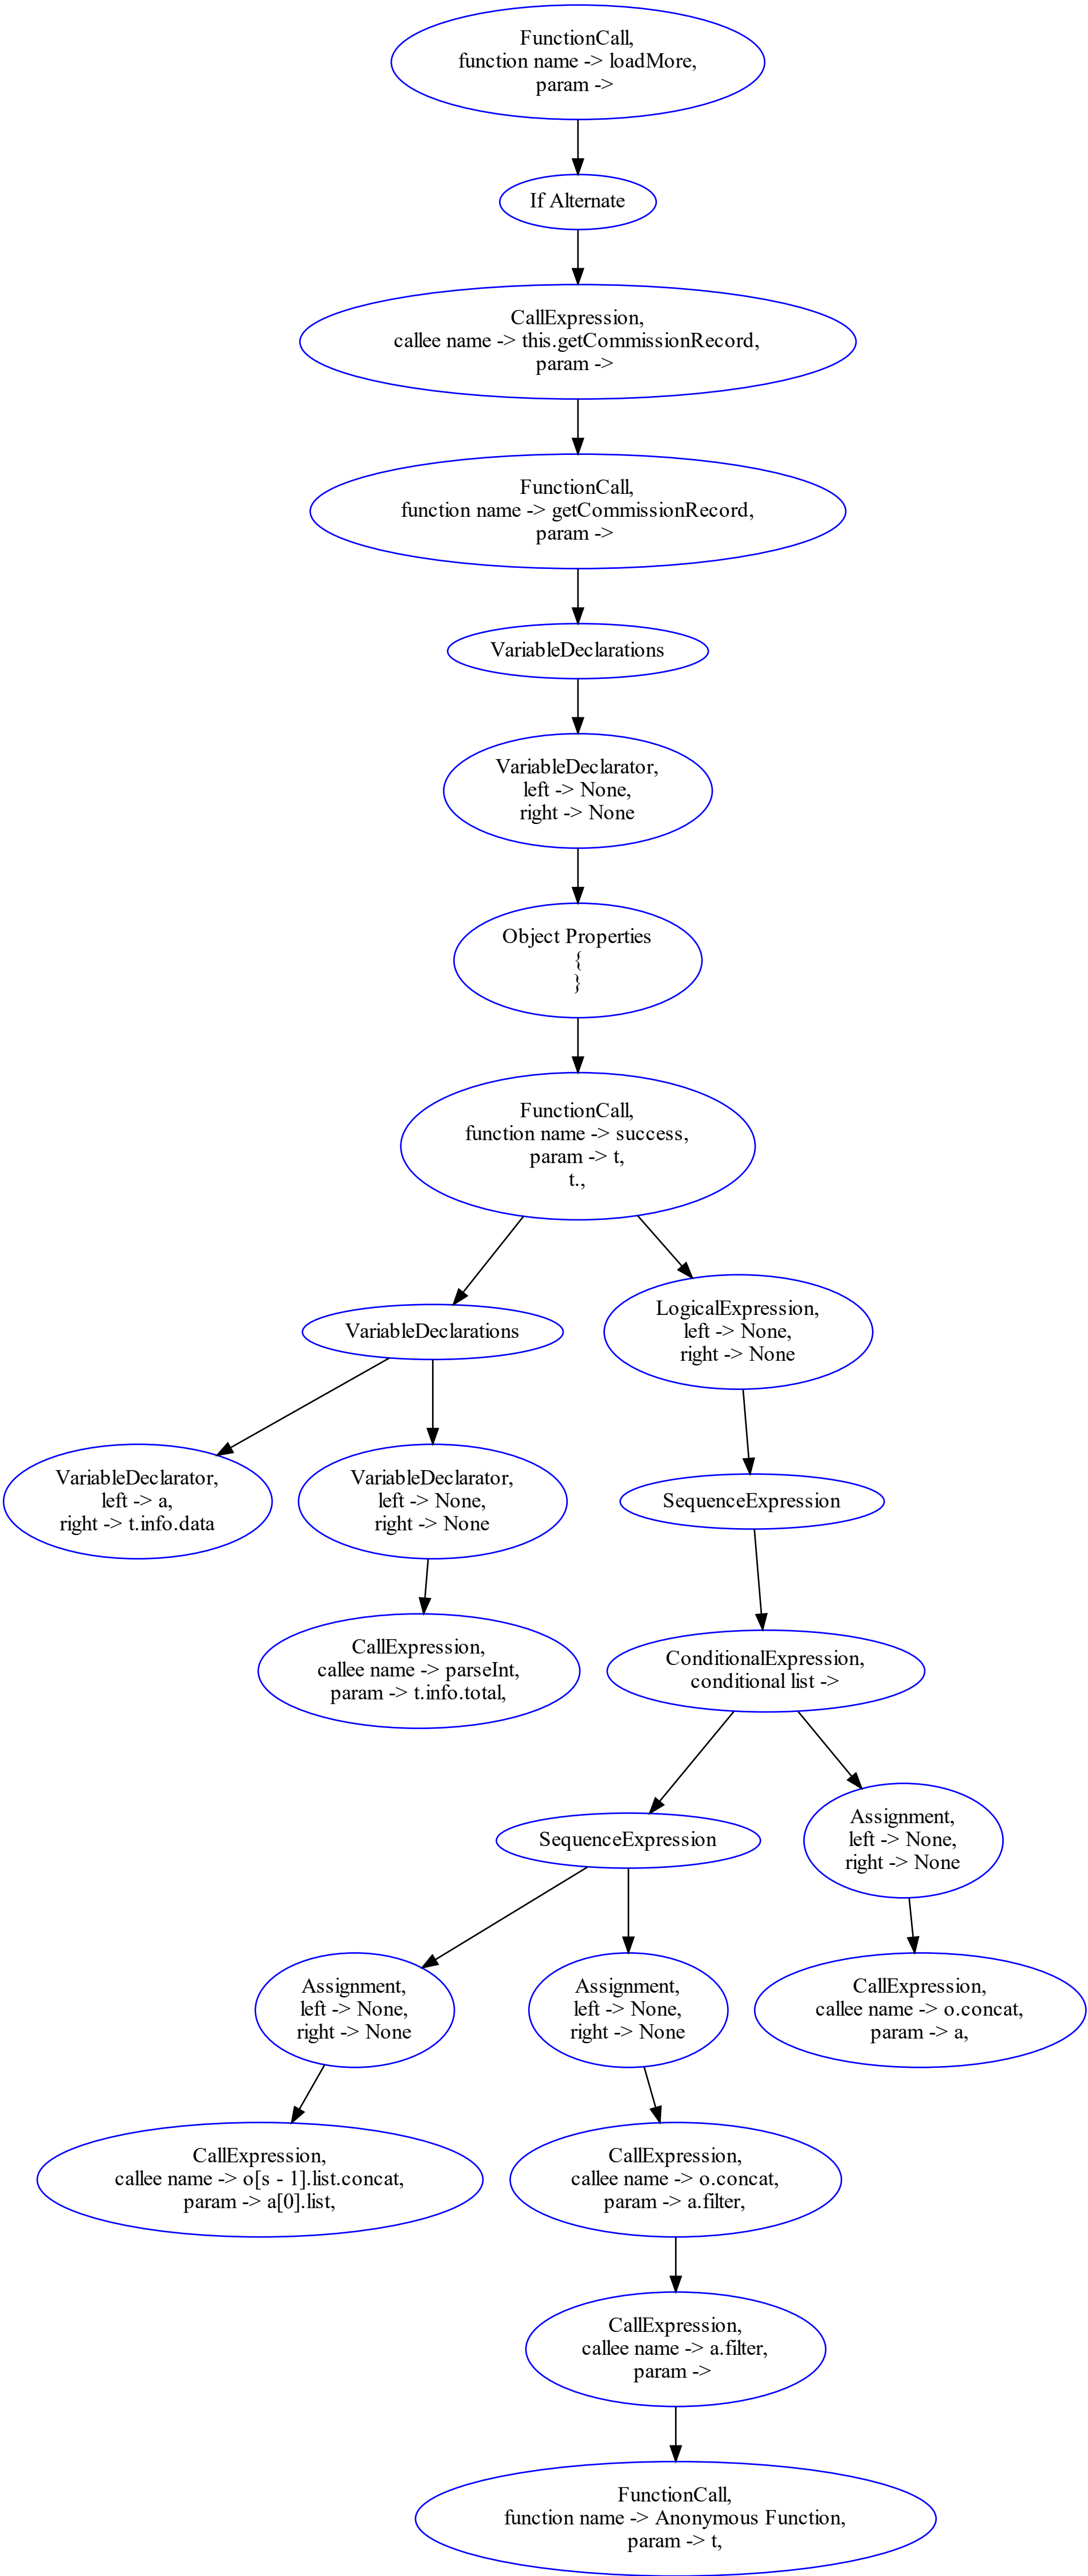 FunctionCall,
function name -> loadMore,
param ->
If Alternate
CallExpression,
callee name -> this.getCommissionRecord,
param ->
FunctionCall,
function name -> getCommissionRecord,
param ->
VariableDeclarations
VariableDeclarator,
left -> None,
right -> None
Object Properties
{
}
FunctionCall,
function name -> success,
param -> t,
t.,
VariableDeclarations
LogicalExpression,
left -> None,
right -> None
VariableDeclarator,
left -> a,
right -> t.info.data
VariableDeclarator,
left -> None,
right -> None
SequenceExpression
CallExpression,
callee name -> parseInt,
param -> t.info.total,
ConditionalExpression,
conditional list ->
SequenceExpression
Assignment,
left -> None,
right -> None
Assignment,
left -> None,
right -> None
Assignment,
left -> None,
right -> None
CallExpression,
callee name -> o.concat,
param -> a,
CallExpression,
callee name -> o[s - 1].list.concat,
param -> a[0].list,
CallExpression,
callee name -> o.concat,
param -> a.filter,
CallExpression,
callee name -> a.filter,
param ->
FunctionCall,
function name -> Anonymous Function,
param -> t,